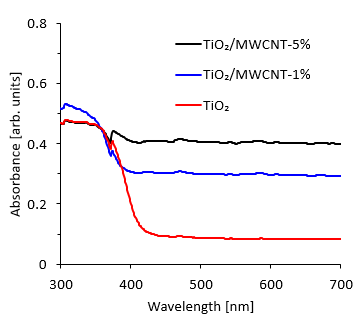 0.8
0.6
0.4
0.2
0
300
400
500
600
700
Absorbance [arb. units]
Wavelength [nm]
TiO₂/MWCNT-5%
TiO₂/MWCNT-1%
TiO₂